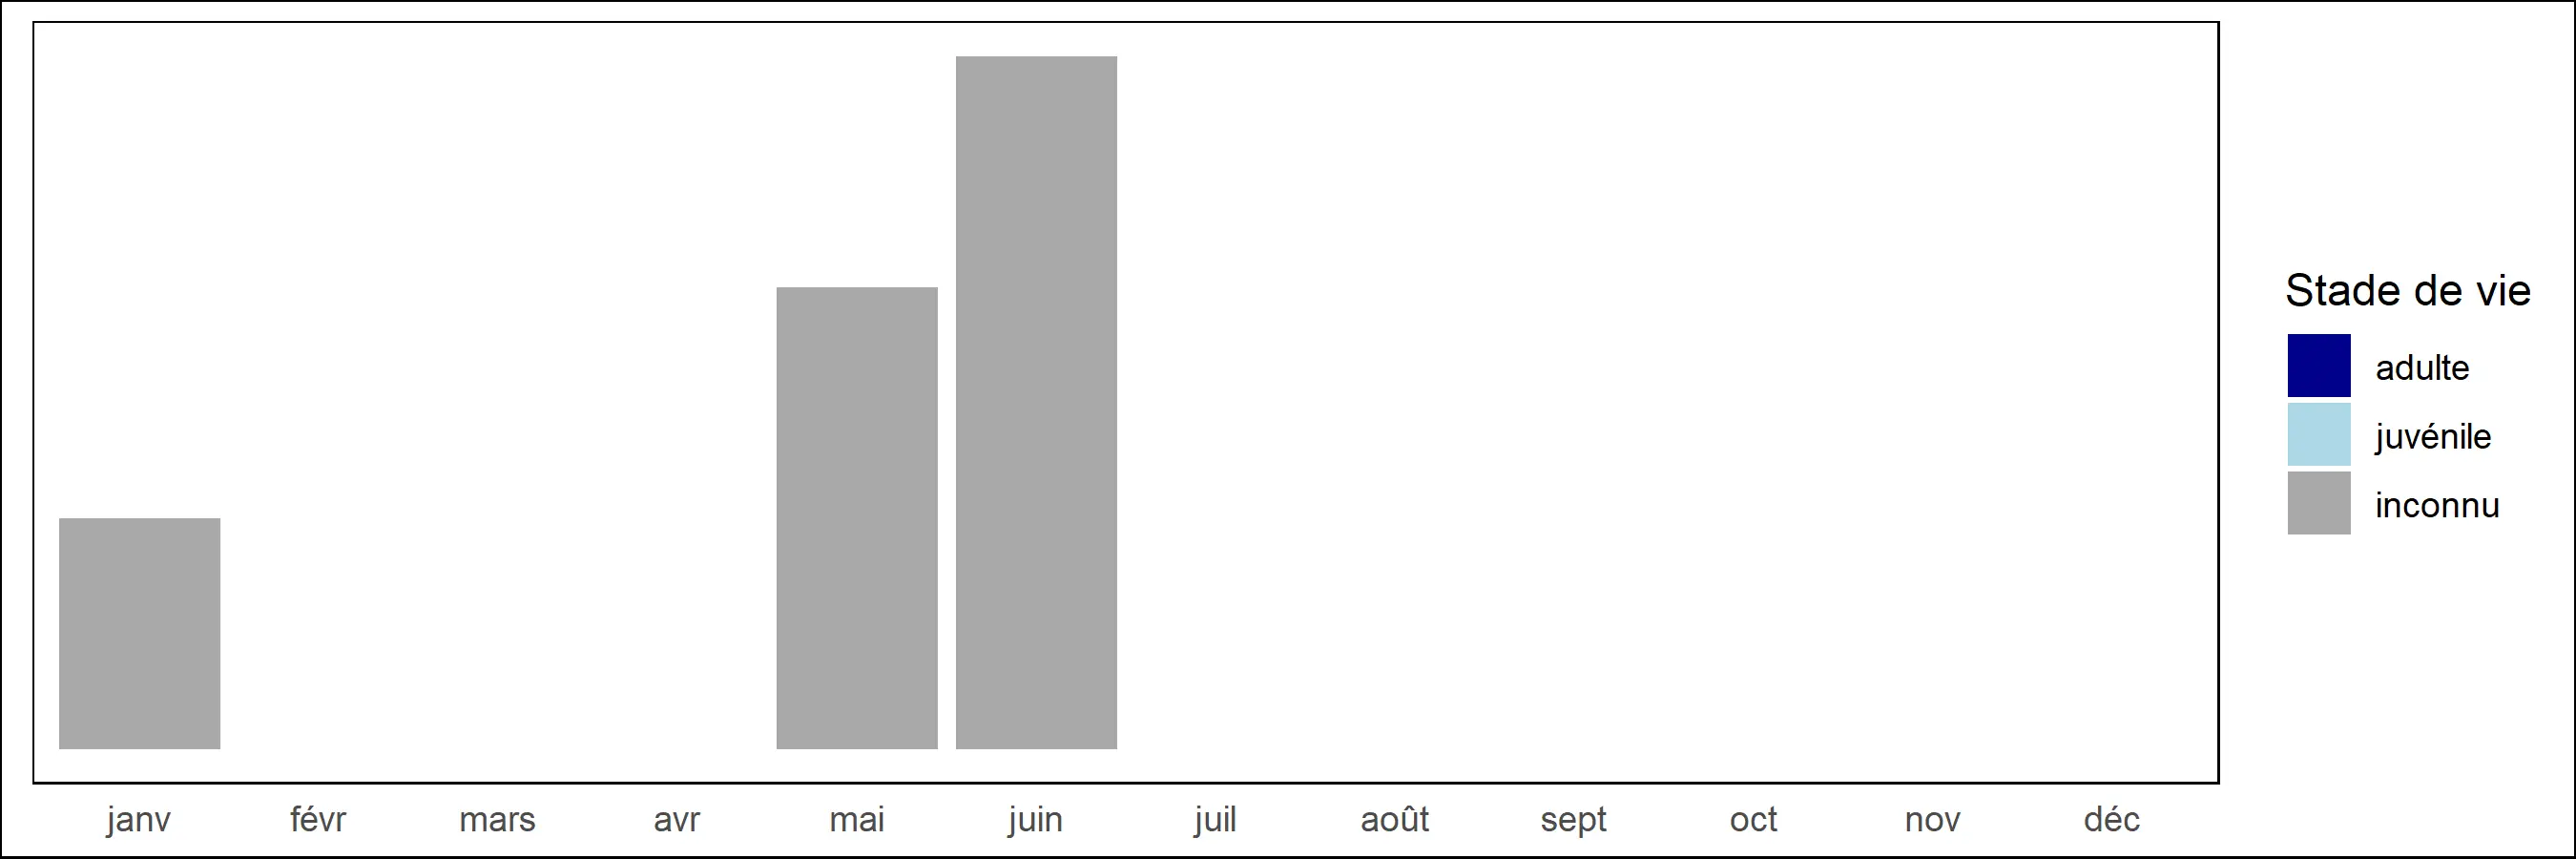 Stade de vie
adulte
juvénile
inconnu
janv févr mars avr mai juin juil août sept oct nov déc